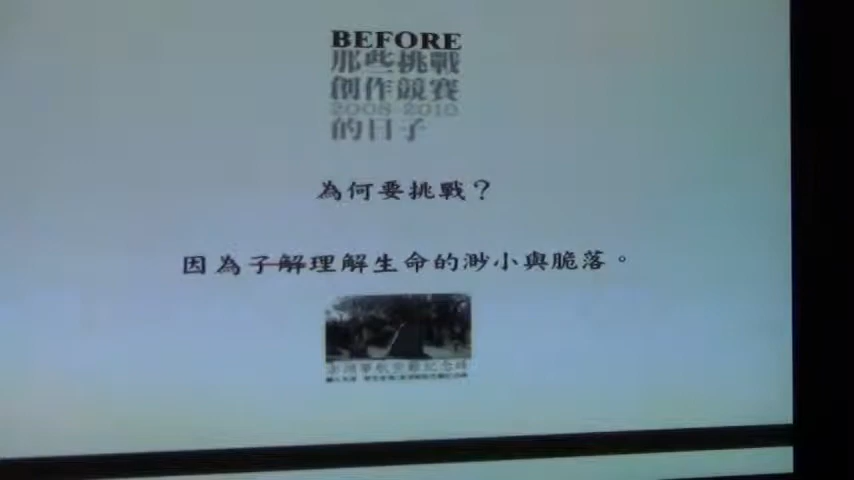 BEFORE
那些挑戰
創作競賽
2008-2010
的日子
為何要挑戰？
因為了解理解生命的渺小與脆落。